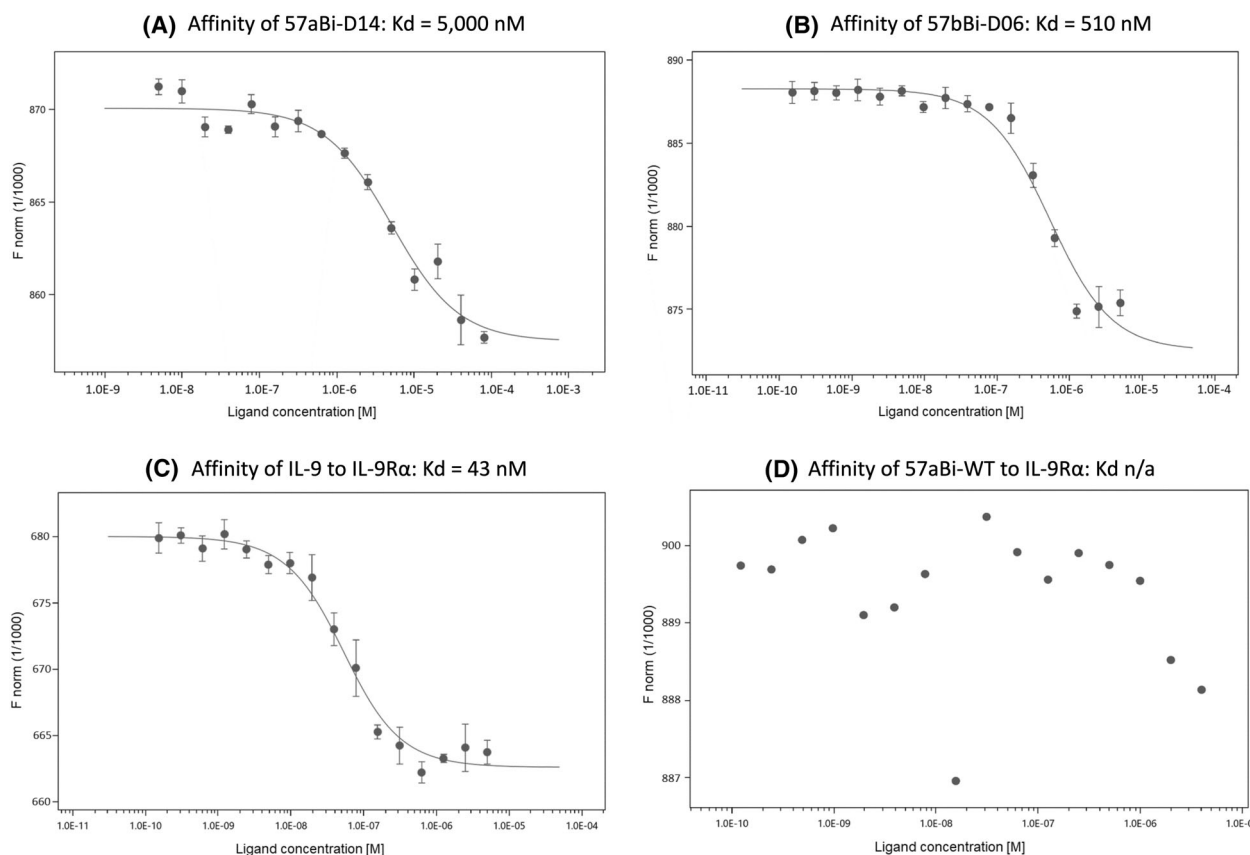 (A) Affinity of 57aBi-D14: Kd = 5,000 nM
F norm (1/1000)
870
865
860
1.0E-9 1.0E-8 1.0E-7 1.0E-6 1.0E-5 1.0E-4 1.0E-3
Ligand concentration [M]
(B) Affinity of 57bBi-D06: Kd = 510 nM
F norm (1/1000)
890
885
880
875
1.0E-11 1.0E-10 1.0E-9 1.0E-8 1.0E-7 1.0E-6 1.0E-5 1.0E-4
Ligand concentration [M]
(C) Affinity of IL-9 to IL-9Rα: Kd = 43 nM
F norm (1/1000)
680
675
670
665
660
1.0E-11 1.0E-10 1.0E-09 1.0E-08 1.0E-07 1.0E-06 1.0E-05 1.0E-04
Ligand concentration [M]
(D) Affinity of 57aBi-WT to IL-9Rα: Kd n/a
F norm (1/1000)
900
889
888
887
1.0E-10 1.0E-09 1.0E-08 1.0E-07 1.0E-06
Ligand concentration [M]